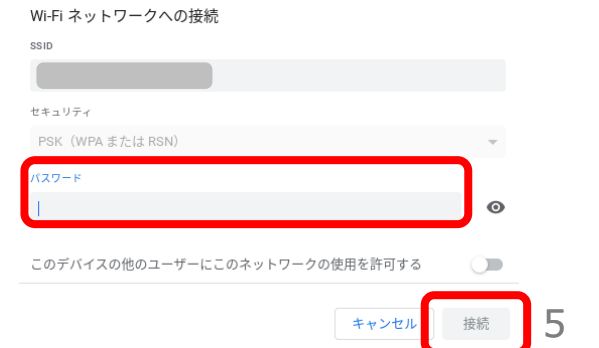 Wi-Fi ネットワークへの接続
SSID
セキュリティ
PSK（WPA または RSN）
パスワード
このデバイスの他のユーザーにこのネットワークの使用を許可する
キャンセル 接続 5